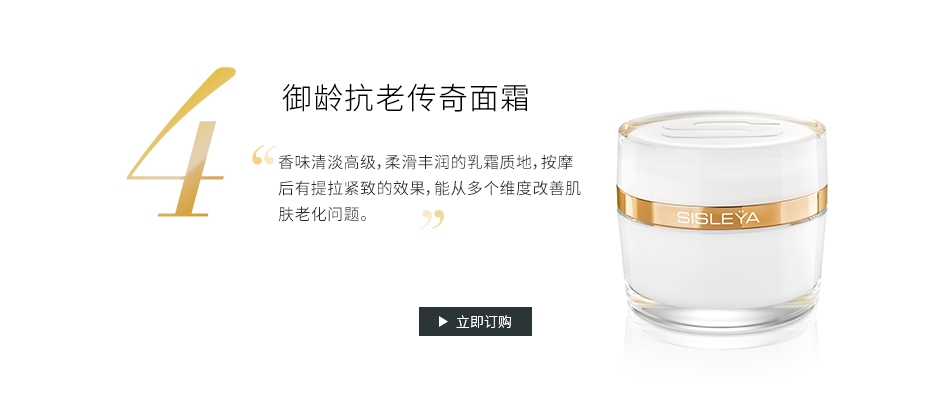 4
御龄抗老传奇面霜
“香味清淡高级，柔滑丰润的乳霜质地，按摩
后有提拉紧致的效果，能从多个维度改善肌
肤老化问题。”
SISLEŸA
▶ 立即订购